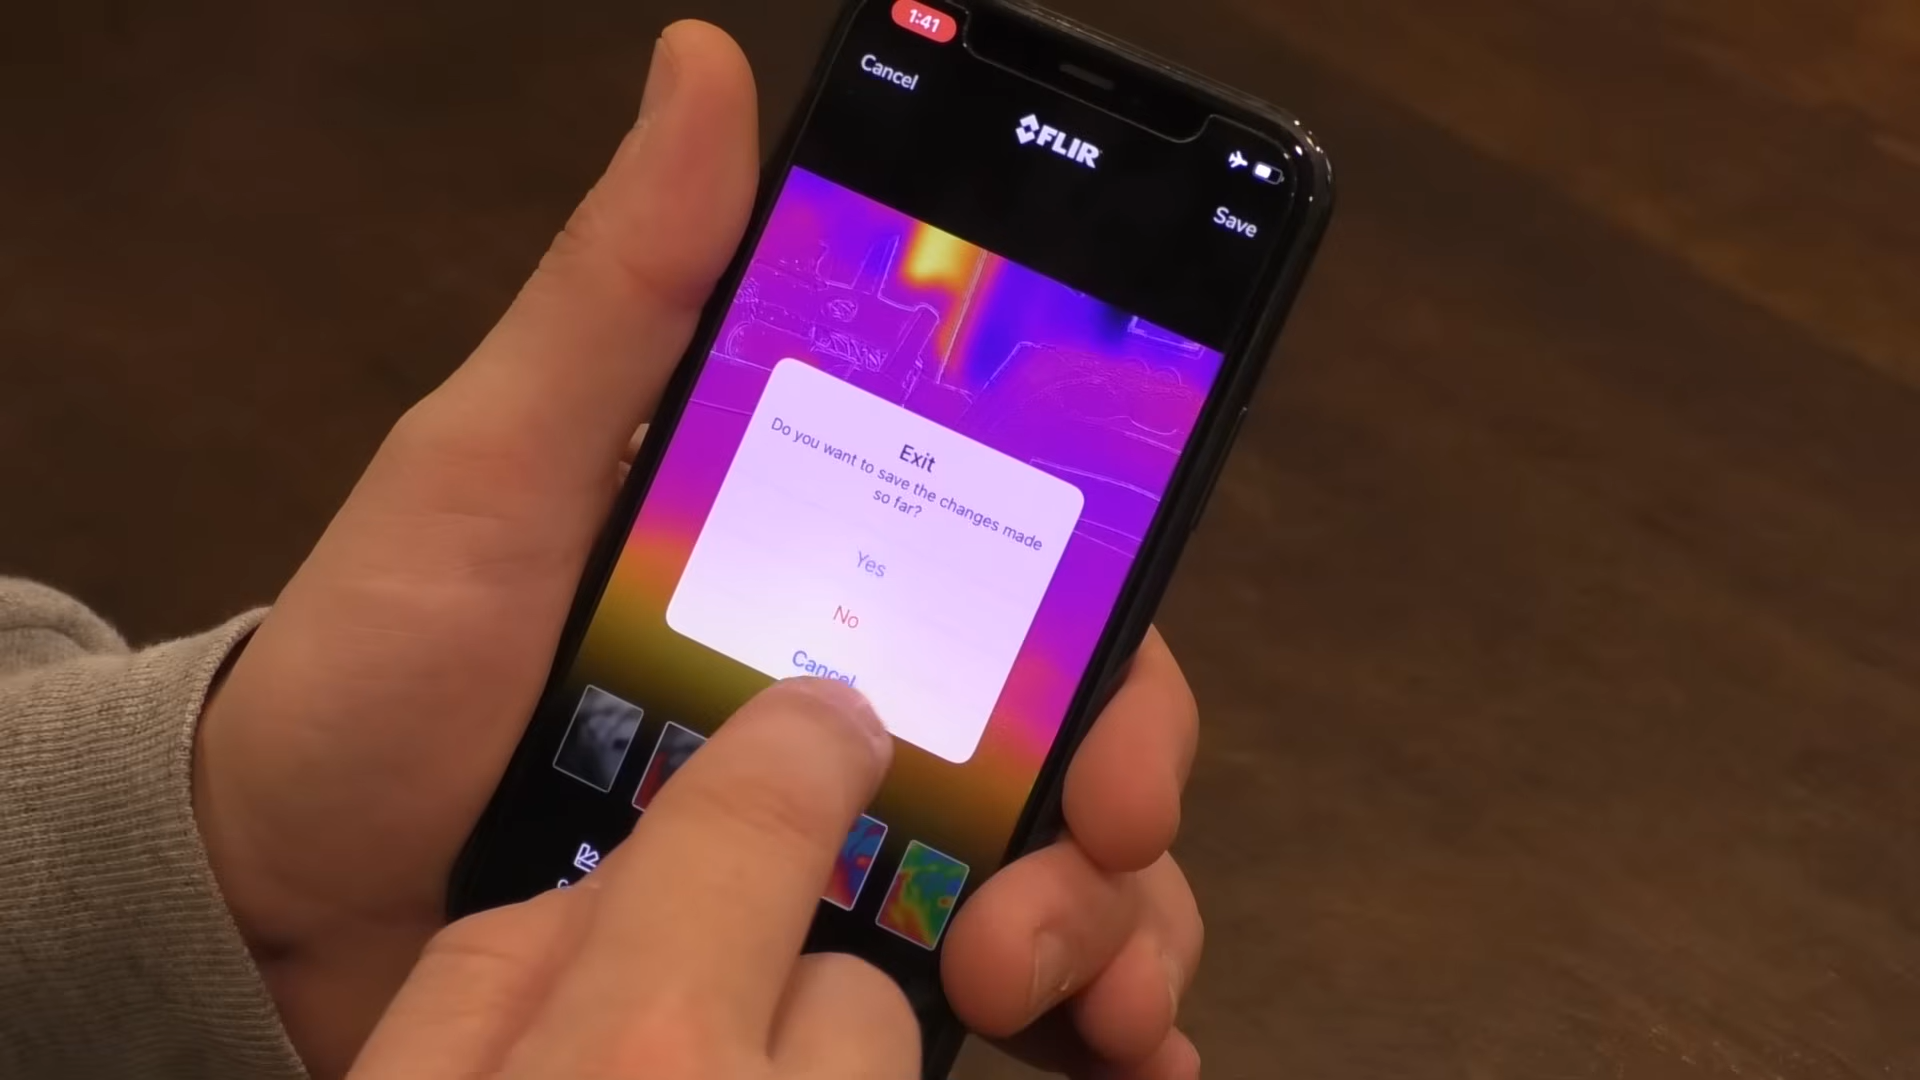 1:41
Cancel
FLIR
Save
Exit
Do you want to save the changes made
so far?
Yes
No
Cancel